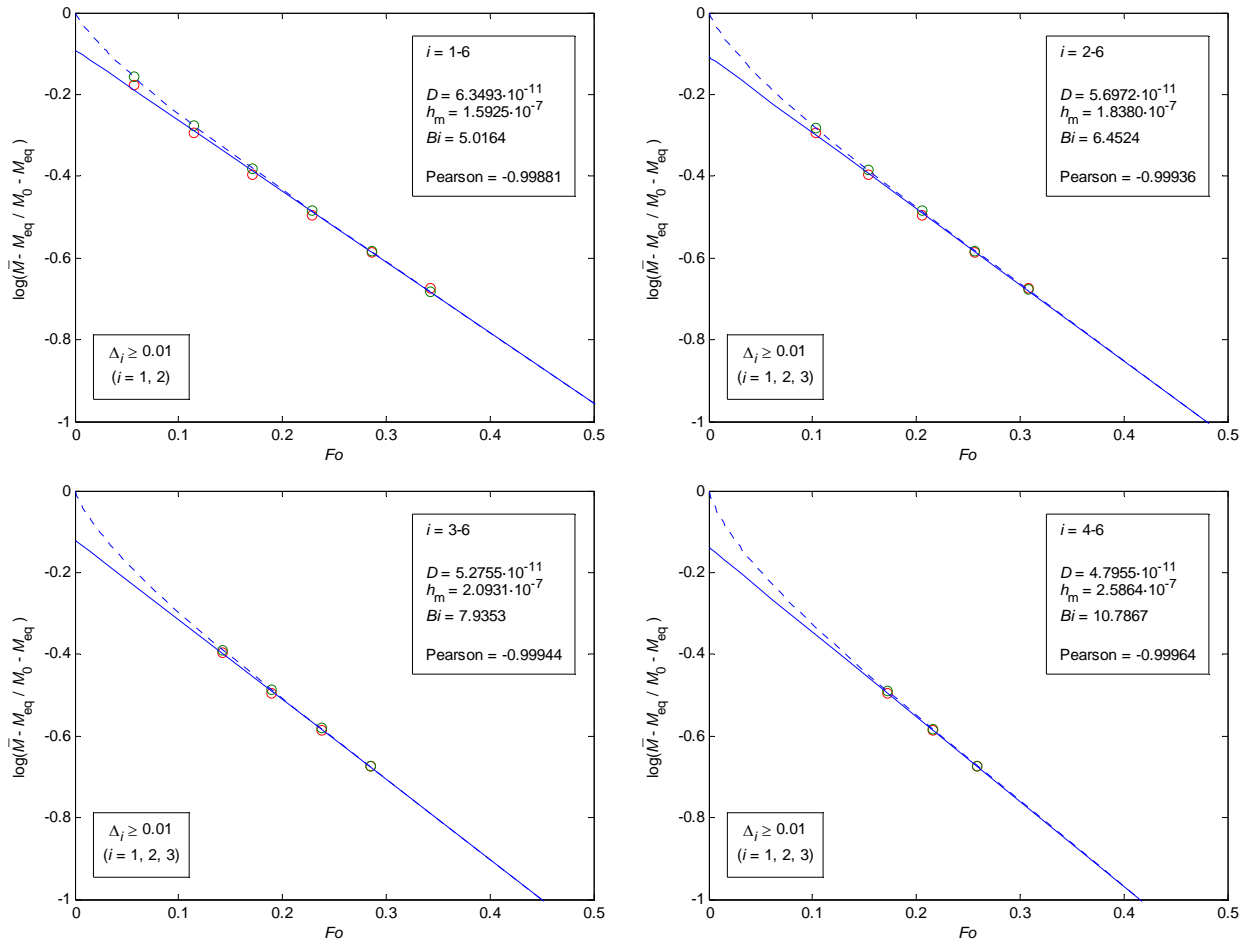 0
-0.2
-0.4
-0.6
-0.8
-1
log(M̅ - Meq / M0 - Meq)
i = 1-6
D = 6.3493·10-11
hm = 1.5925·10-7
Bi = 5.0164
Pearson = -0.99881
Δi ≥ 0.01
(i = 1, 2)
0 0.1 0.2 0.3 0.4 0.5
Fo
0
-0.2
-0.4
-0.6
-0.8
-1
log(M̅ - Meq / M0 - Meq)
i = 2-6
D = 5.6972·10-11
hm = 1.8380·10-7
Bi = 6.4524
Pearson = -0.99936
Δi ≥ 0.01
(i = 1, 2, 3)
0 0.1 0.2 0.3 0.4 0.5
Fo
0
-0.2
-0.4
-0.6
-0.8
-1
log(M̅ - Meq / M0 - Meq)
i = 3-6
D = 5.2755·10-11
hm = 2.0931·10-7
Bi = 7.9353
Pearson = -0.99944
Δi ≥ 0.01
(i = 1, 2, 3)
0 0.1 0.2 0.3 0.4 0.5
Fo
0
-0.2
-0.4
-0.6
-0.8
-1
log(M̅ - Meq / M0 - Meq)
i = 4-6
D = 4.7955·10-11
hm = 2.5864·10-7
Bi = 10.7867
Pearson = -0.99964
Δi ≥ 0.01
(i = 1, 2, 3)
0 0.1 0.2 0.3 0.4 0.5
Fo